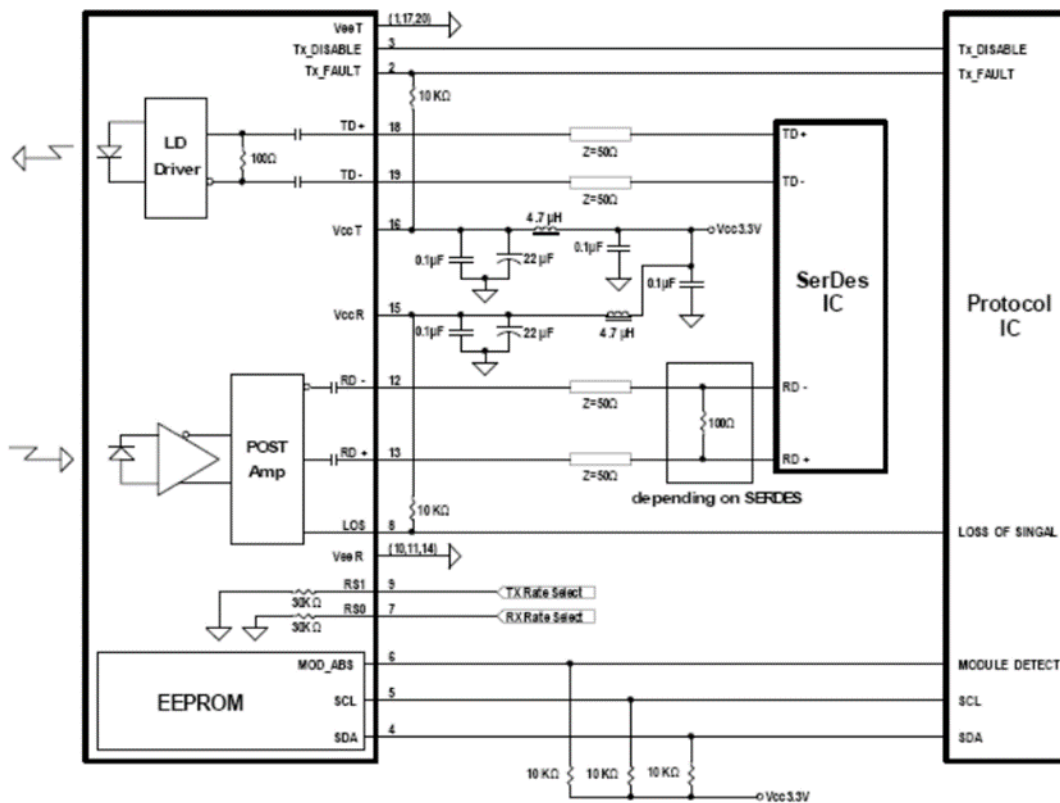 VeeT (1,17,20)
Tx_DISABLE 3 Tx_DISABLE
Tx_FAULT 2 Tx_FAULT
10 KΩ
LD
Driver
100Ω
TD+ 18 Z=50Ω TD+
TD- 19 Z=50Ω TD-
VccT 16 4.7 µH Vcc3.3V
0.1µF 22 µF 0.1µF
0.1µF
SerDes
IC
Protocol
IC
VccR 15
0.1µF 22 µF 4.7 µH
RD - 12 Z=50Ω RD -
POST
Amp
100Ω
RD + 13 Z=50Ω RD +
depending on SERDES
10 KΩ
LOS 8 LOSS OF SINGAL
VeeR (10,11,14)
RS1 9 TX Rate Select
30KΩ
RS0 7 RX Rate Select
30KΩ
MOD_ABS 6 MODULE DETECT
EEPROM
SCL 5 SCL
SDA 4 SDA
10 KΩ 10 KΩ 10 KΩ
Vcc3.3V